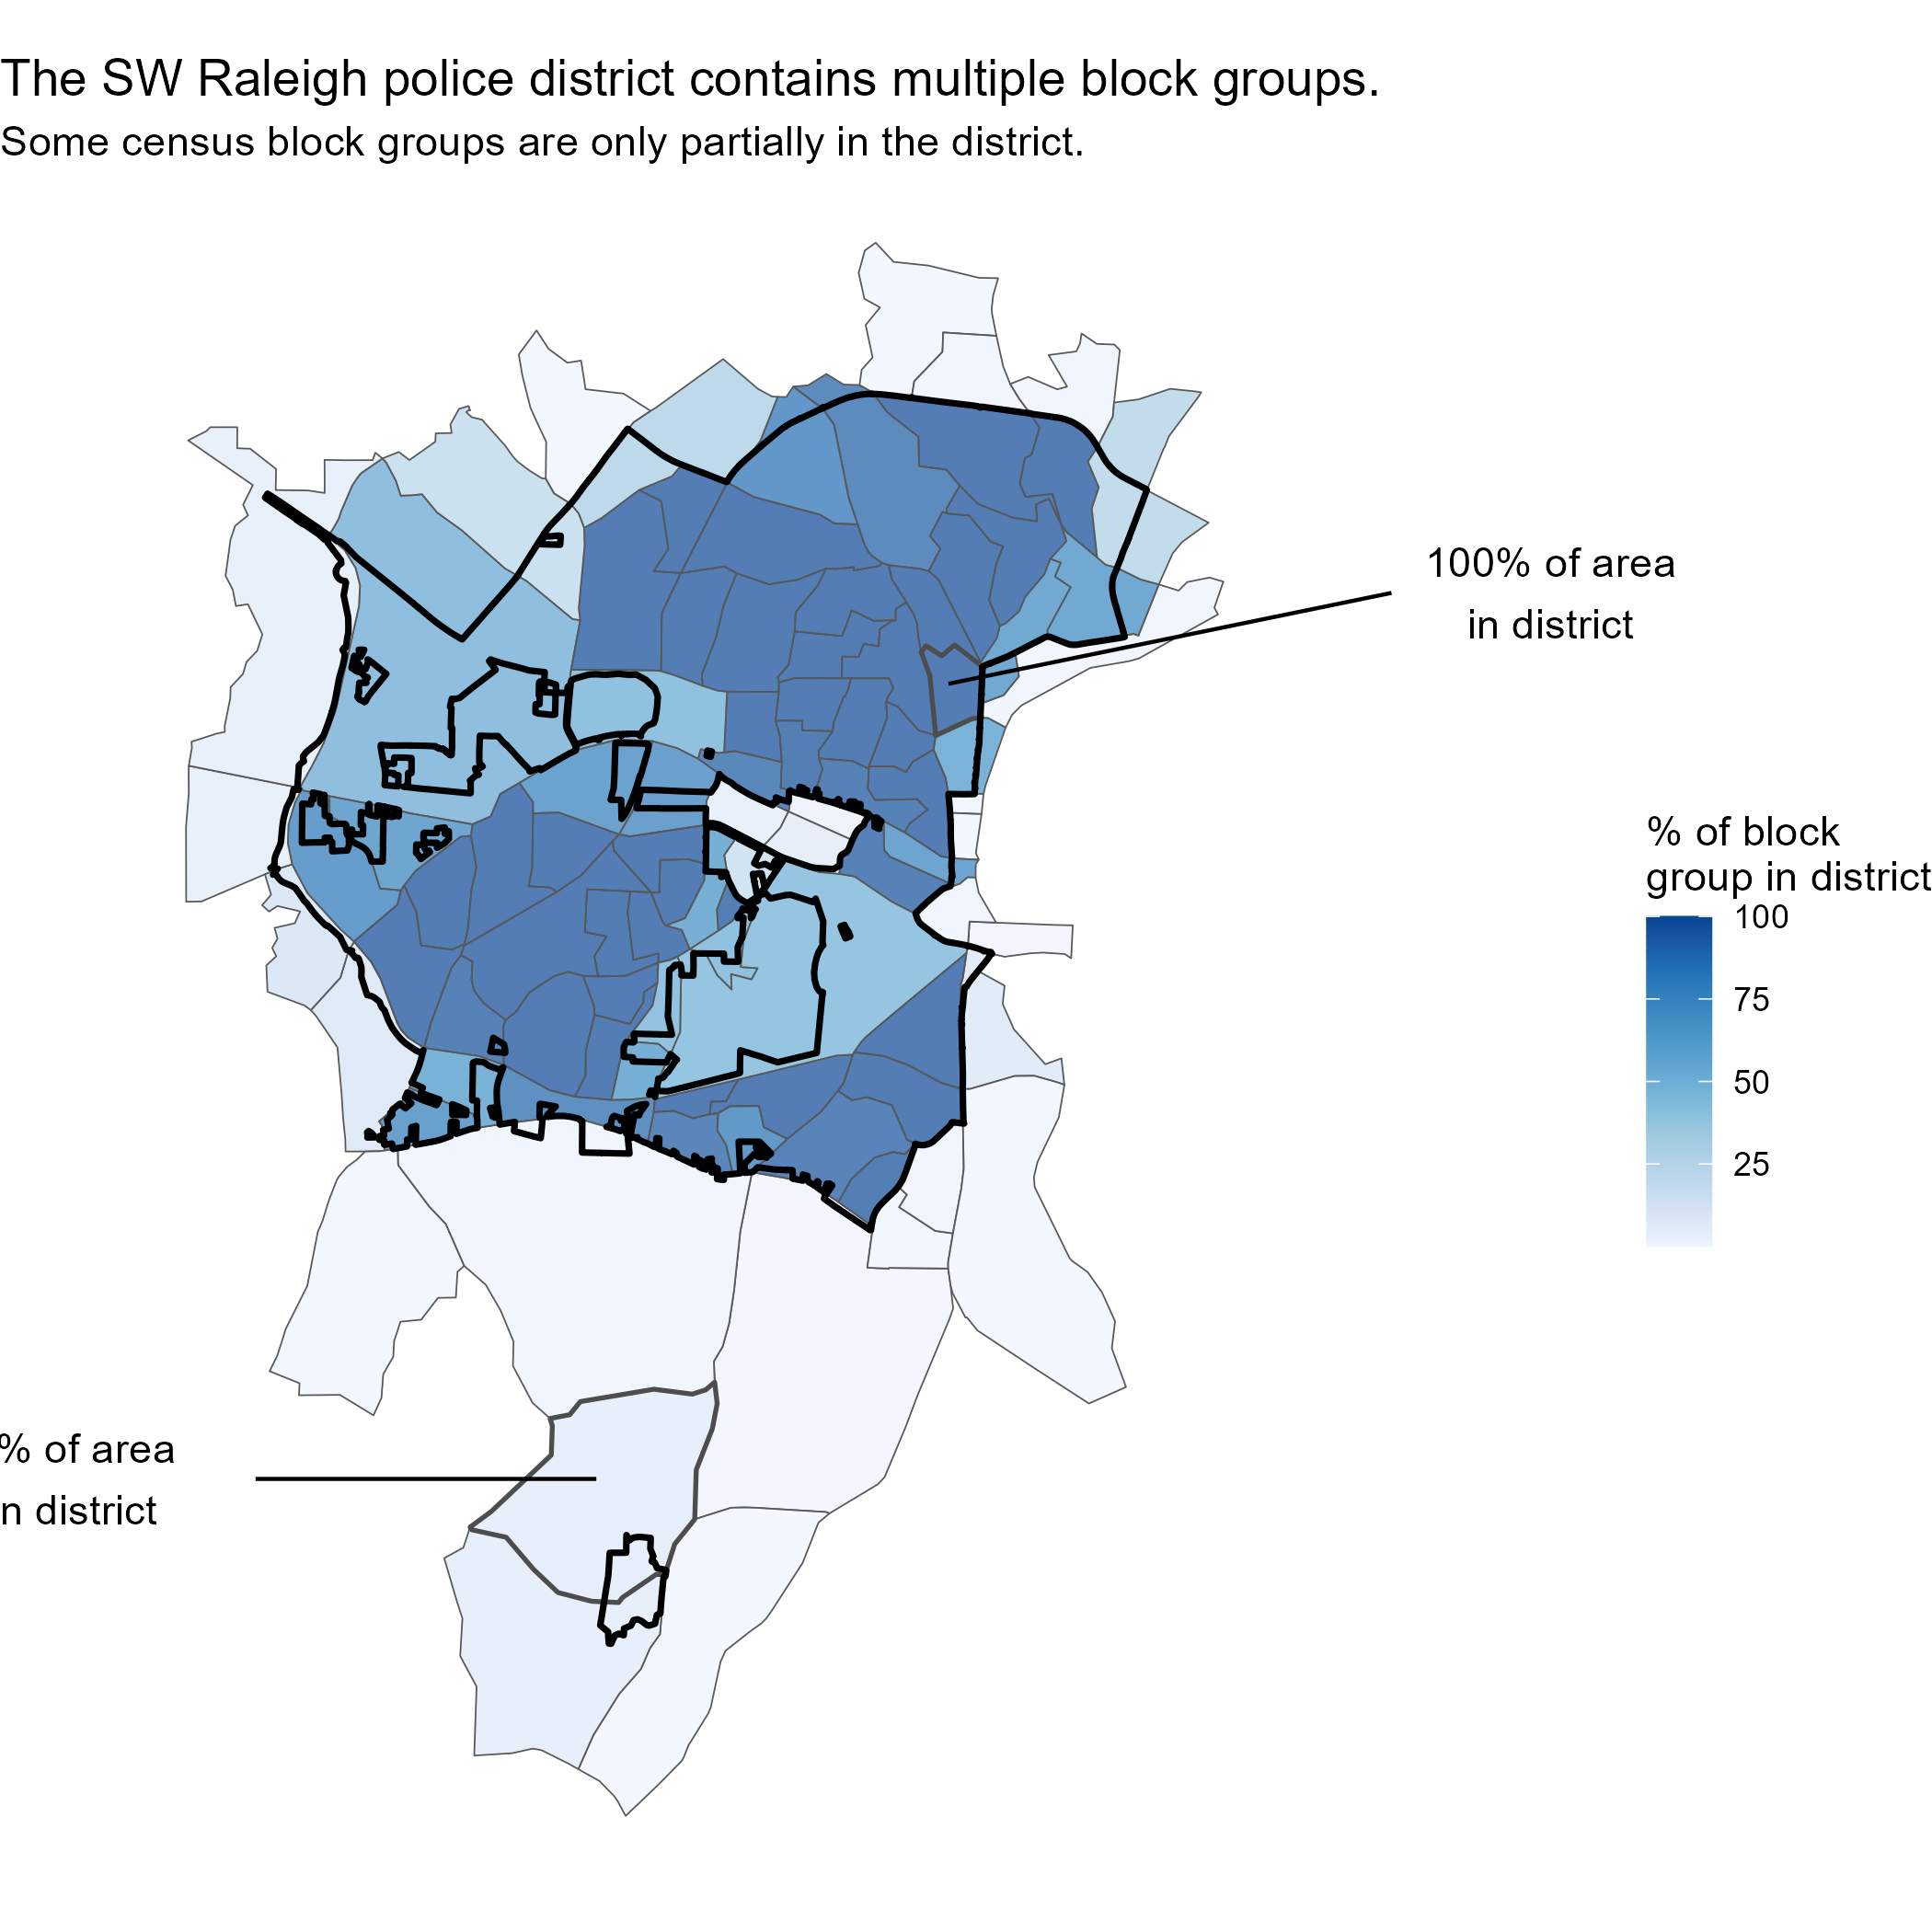 The SW Raleigh police district contains multiple block groups.
Some census block groups are only partially in the district.
100% of area
in district
% of block
group in district
100
75
50
25
% of area
n district